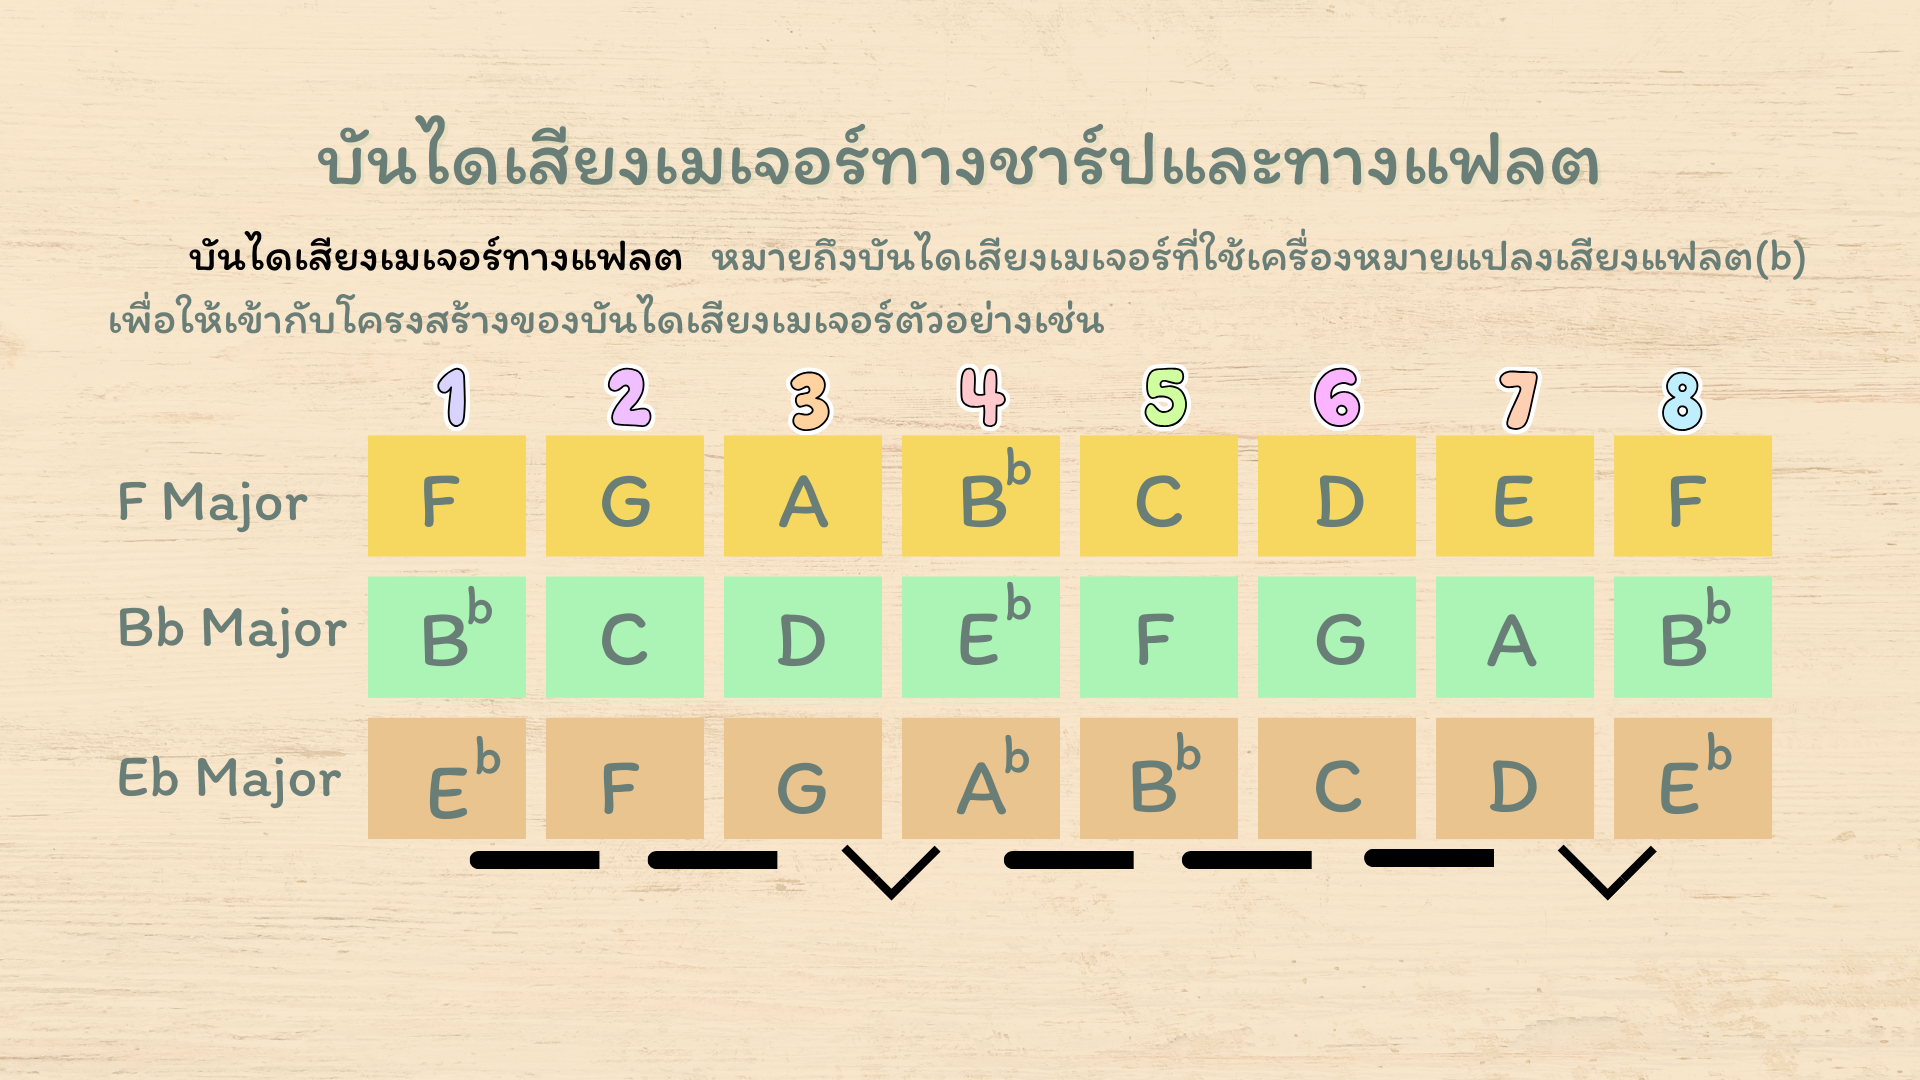 บันไดเสียงเมเจอร์ทางชาร์ปและทางแฟลต
บันไดเสียงเมเจอร์ทางแฟลต หมายถึงบันไดเสียงเมเจอร์ที่ใช้เครื่องหมายแปลงเสียงแฟลต(b)
เพื่อให้เข้ากับโครงสร้างของบันไดเสียงเมเจอร์ตัวอย่างเช่น
1 2 3 4 5 6 7 8
F Major F G A Bb C D E F
Bb Major Bb C D Eb F G A Bb
Eb Major Eb F G Ab Bb C D Eb